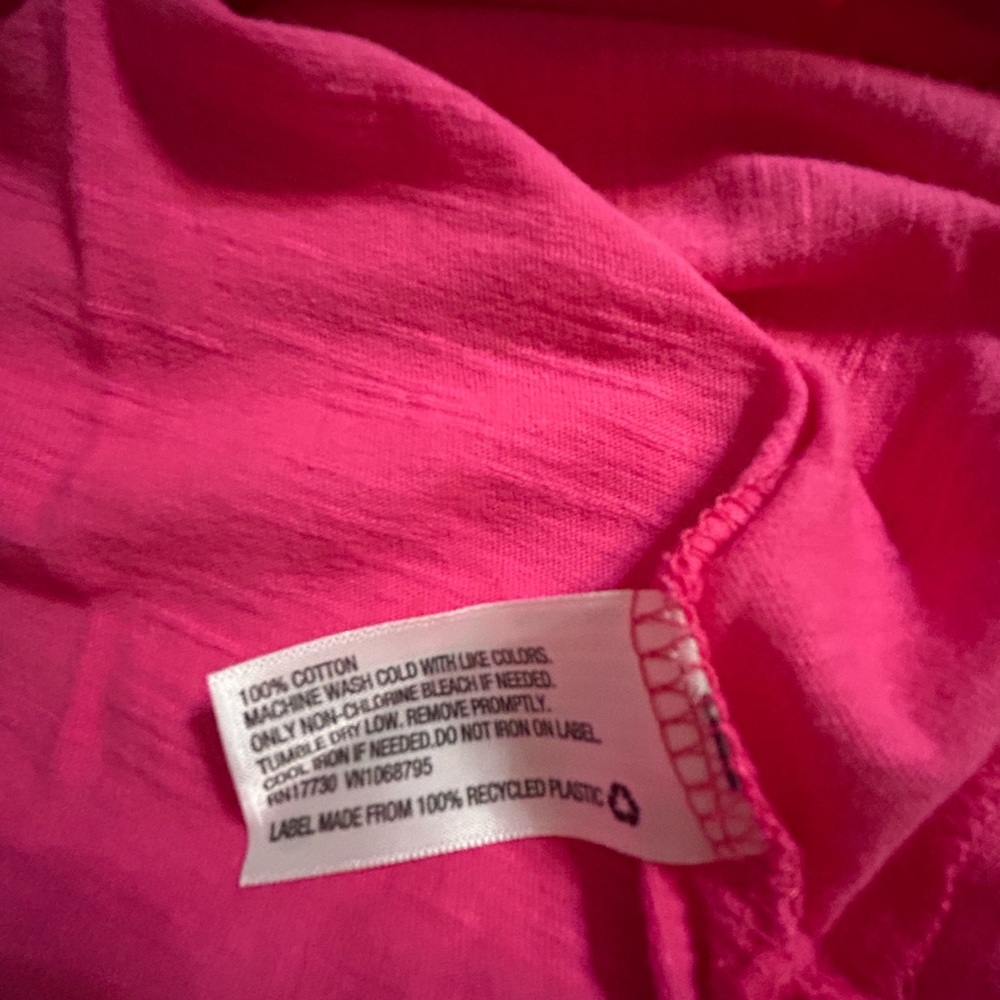 100% COTTON
MACHINE WASH COLD WITH LIKE COLORS.
ONLY NON-CHLORINE BLEACH IF NEEDED.
TUMBLE DRY LOW. REMOVE PROMPTLY.
COOL IRON IF NEEDED.DO NOT IRON ON LABEL.
RN17730 VN1068795
LABEL MADE FROM 100% RECYCLED PLASTIC